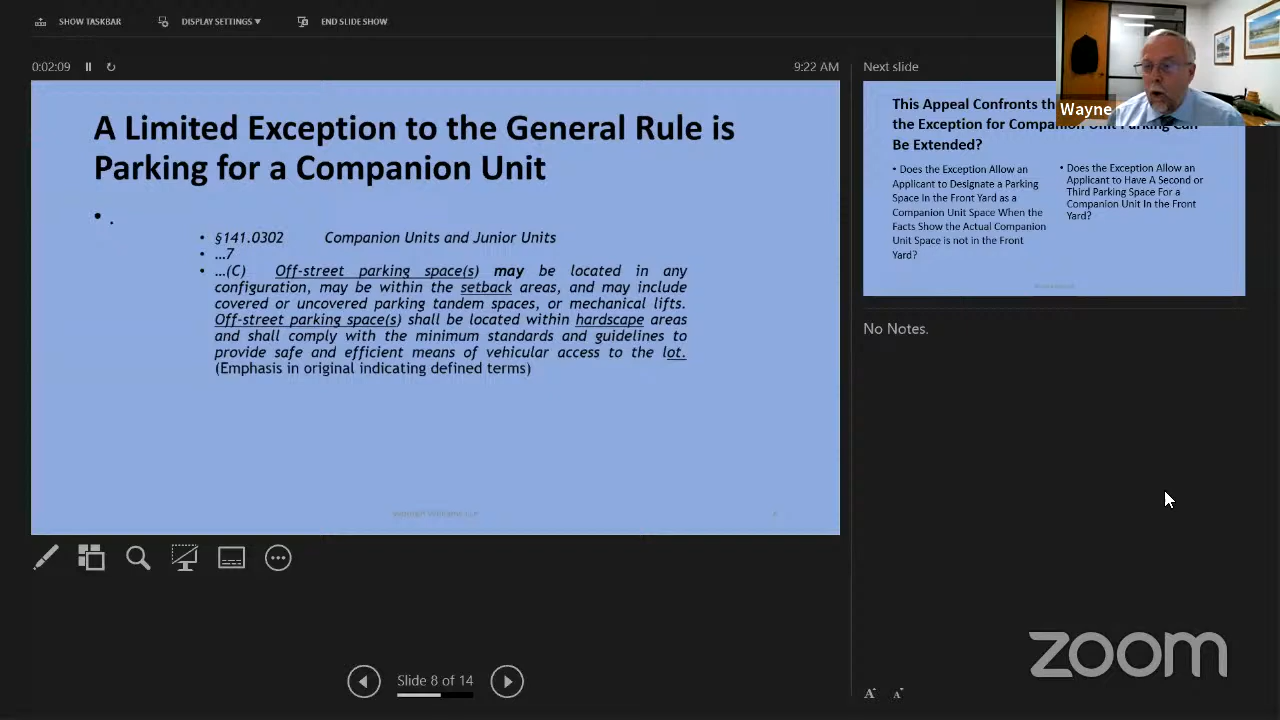 SHOW TASKBAR
DISPLAY SETTINGS ▼
END SLIDE SHOW
0:02:09
9:22 AM
A Limited Exception to the General Rule is
Parking for a Companion Unit
• .
• §141.0302 Companion Units and Junior Units
• …7
• …(C) Off-street parking space(s) may be located in any
configuration, may be within the setback areas, and may include
covered or uncovered parking tandem spaces, or mechanical lifts.
Off-street parking space(s) shall be located within hardscape areas
and shall comply with the minimum standards and guidelines to
provide safe and efficient means of vehicular access to the lot.
(Emphasis in original indicating defined terms)
Slide 8 of 14
Next slide
This Appeal Confronts
the Exception for Companion Unit Parking Can
Be Extended?
• Does the Exception Allow an
Applicant to Designate a Parking
Space In the Front Yard as a
Companion Unit Space When the
Facts Show the Actual Companion
Unit Space is not in the Front
Yard?
• Does the Exception Allow an
Applicant to Have A Second or
Third Parking Space For a
Companion Unit In the Front
Yard?
No Notes.
A A
Wayne
zoom